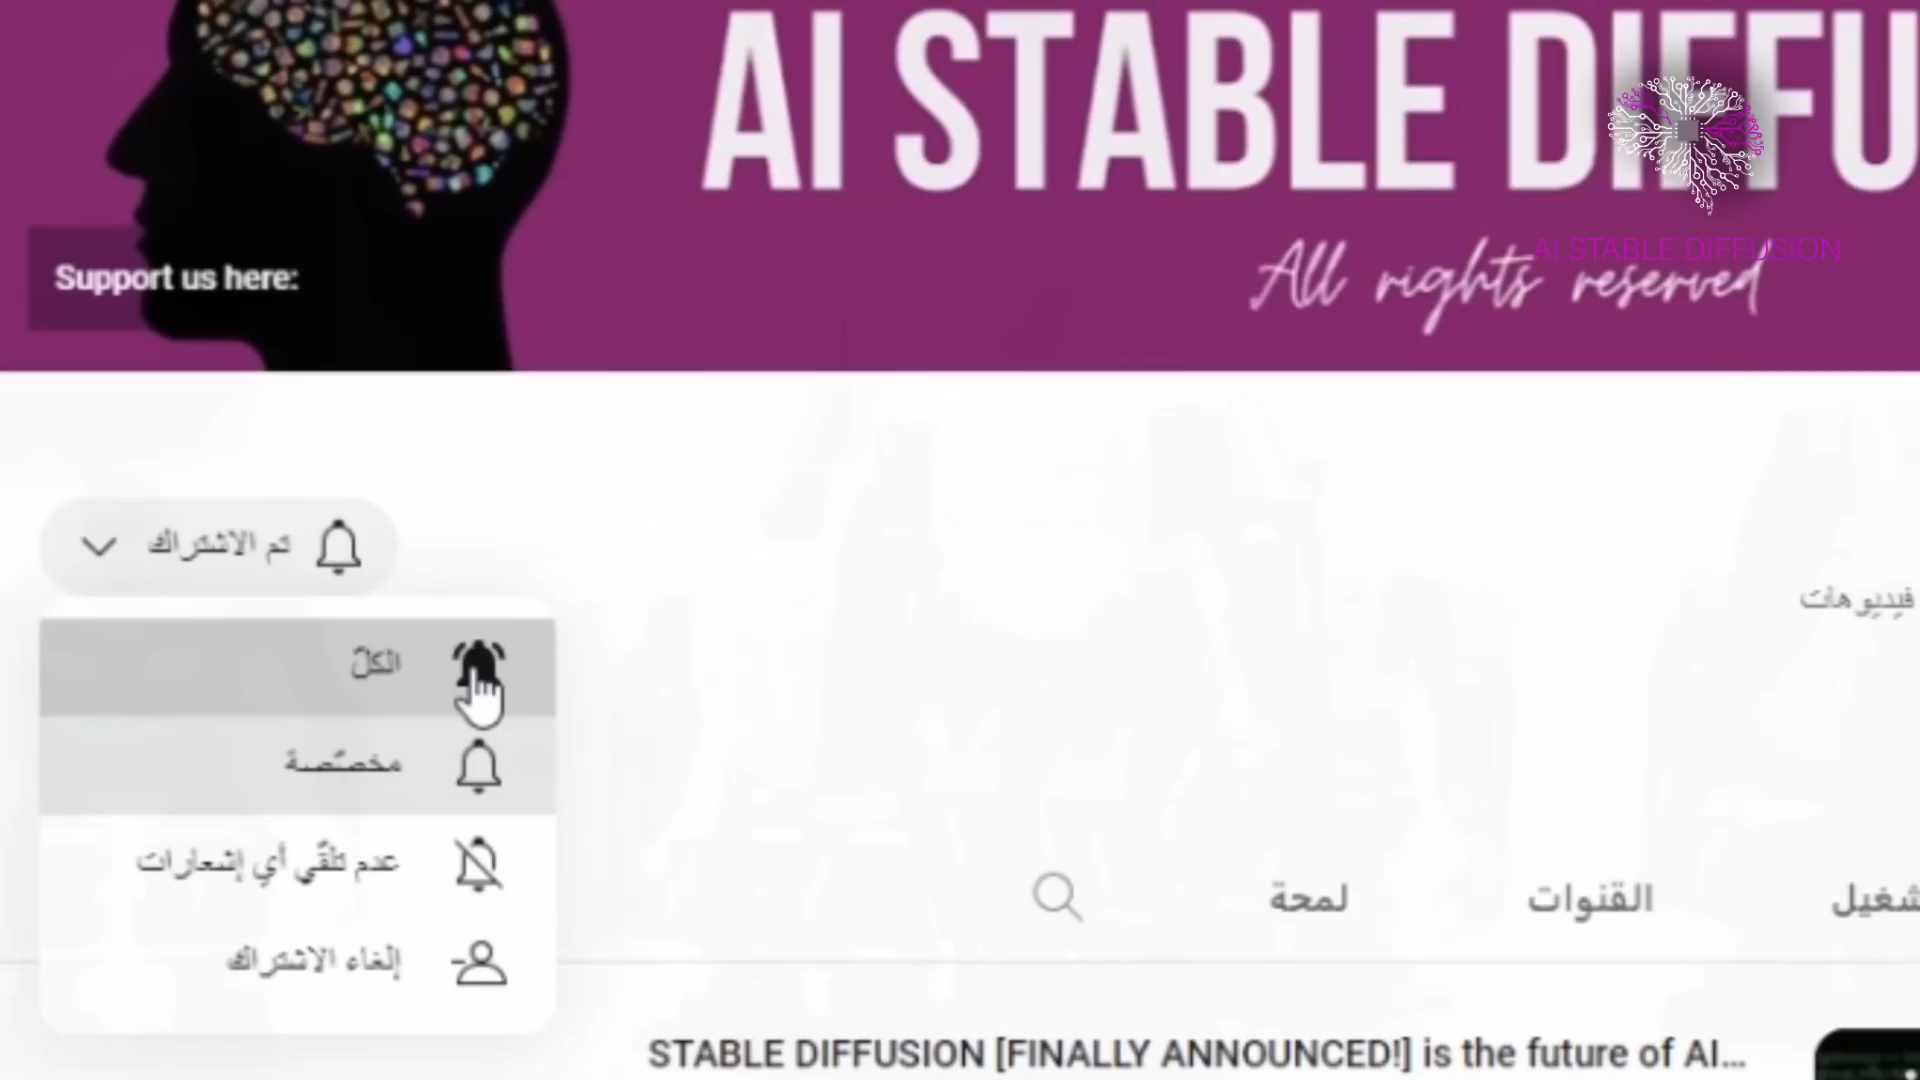 AI STABLE DIFFU
AI STABLE DIFFUSION
All rights reserved
Support us here:
تم الاشتراك
فيديوهات
الكلّ
مخصّصة
عدم تلقّي أي إشعارات
إلغاء الاشتراك
شغيل
القنوات
لمحة
STABLE DIFFUSION [FINALLY ANNOUNCED!] is the future of AI...